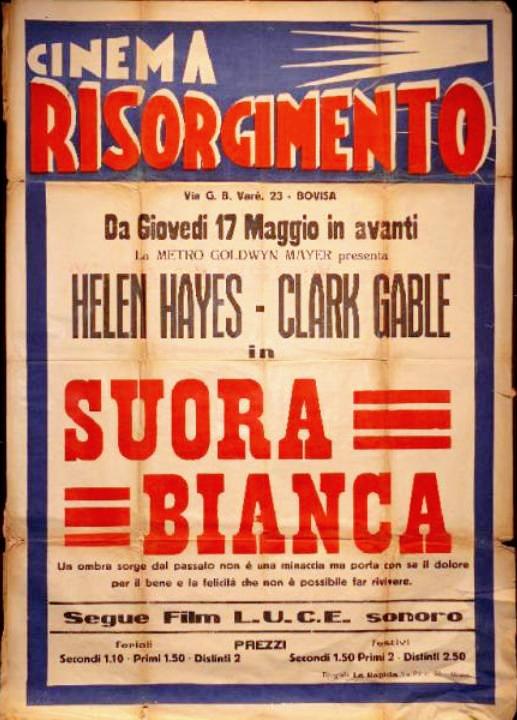 CINEMA
RISORGIMENTO
Via G. B. Varè, 23 - BOVISA
Da Giovedi 17 Maggio in avanti
La METRO GOLDWYN MAYER presenta
HELEN HAYES - CLARK GABLE
in
SUORA
BIANCA
Un ombra sorge dal passato non è una minaccia ma porta con se il dolore
per il bene e la felicità che non è possibile far rivivere.
Segue Film L.U.C.E. sonoro
feriali PREZZI festivi
Secondi 1.10 - Primi 1.50 - Distinti 2 Secondi 1.50 Primi 2 - Distinti 2.50
La Rapida